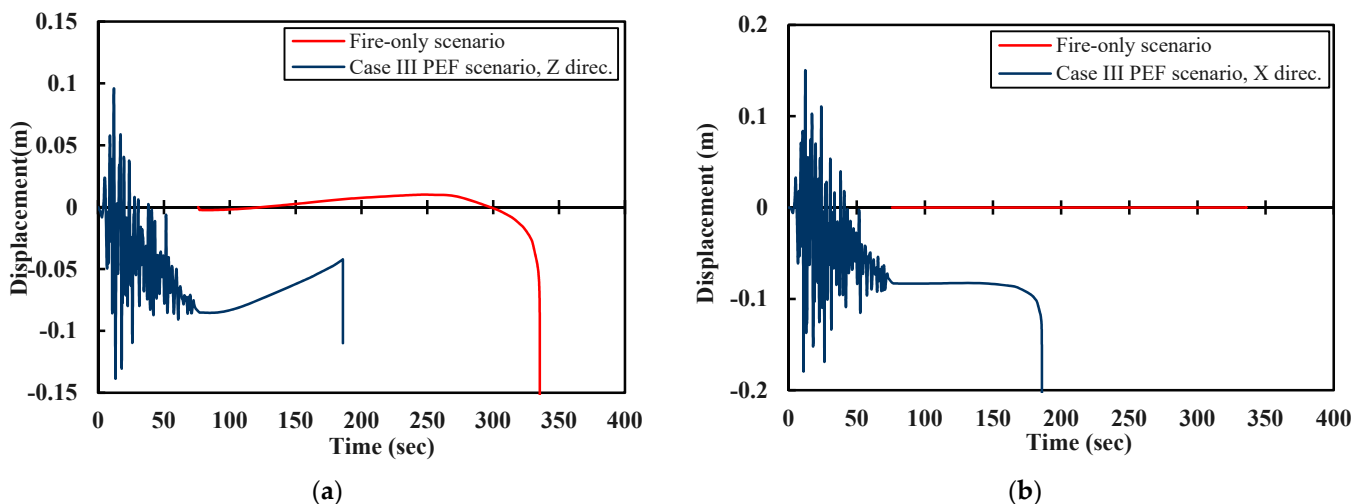 0.15
0.1
0.05
0
-0.05
-0.1
-0.15
Displacement(m)
Fire-only scenario
Case III PEF scenario, Z direc.
0 50 100 150 200 250 300 350 400
Time (sec)
(a)
0.2
0.1
0
-0.1
-0.2
Displacement (m)
Fire-only scenario
Case III PEF scenario, X direc.
0 50 100 150 200 250 300 350 400
Time (sec)
(b)